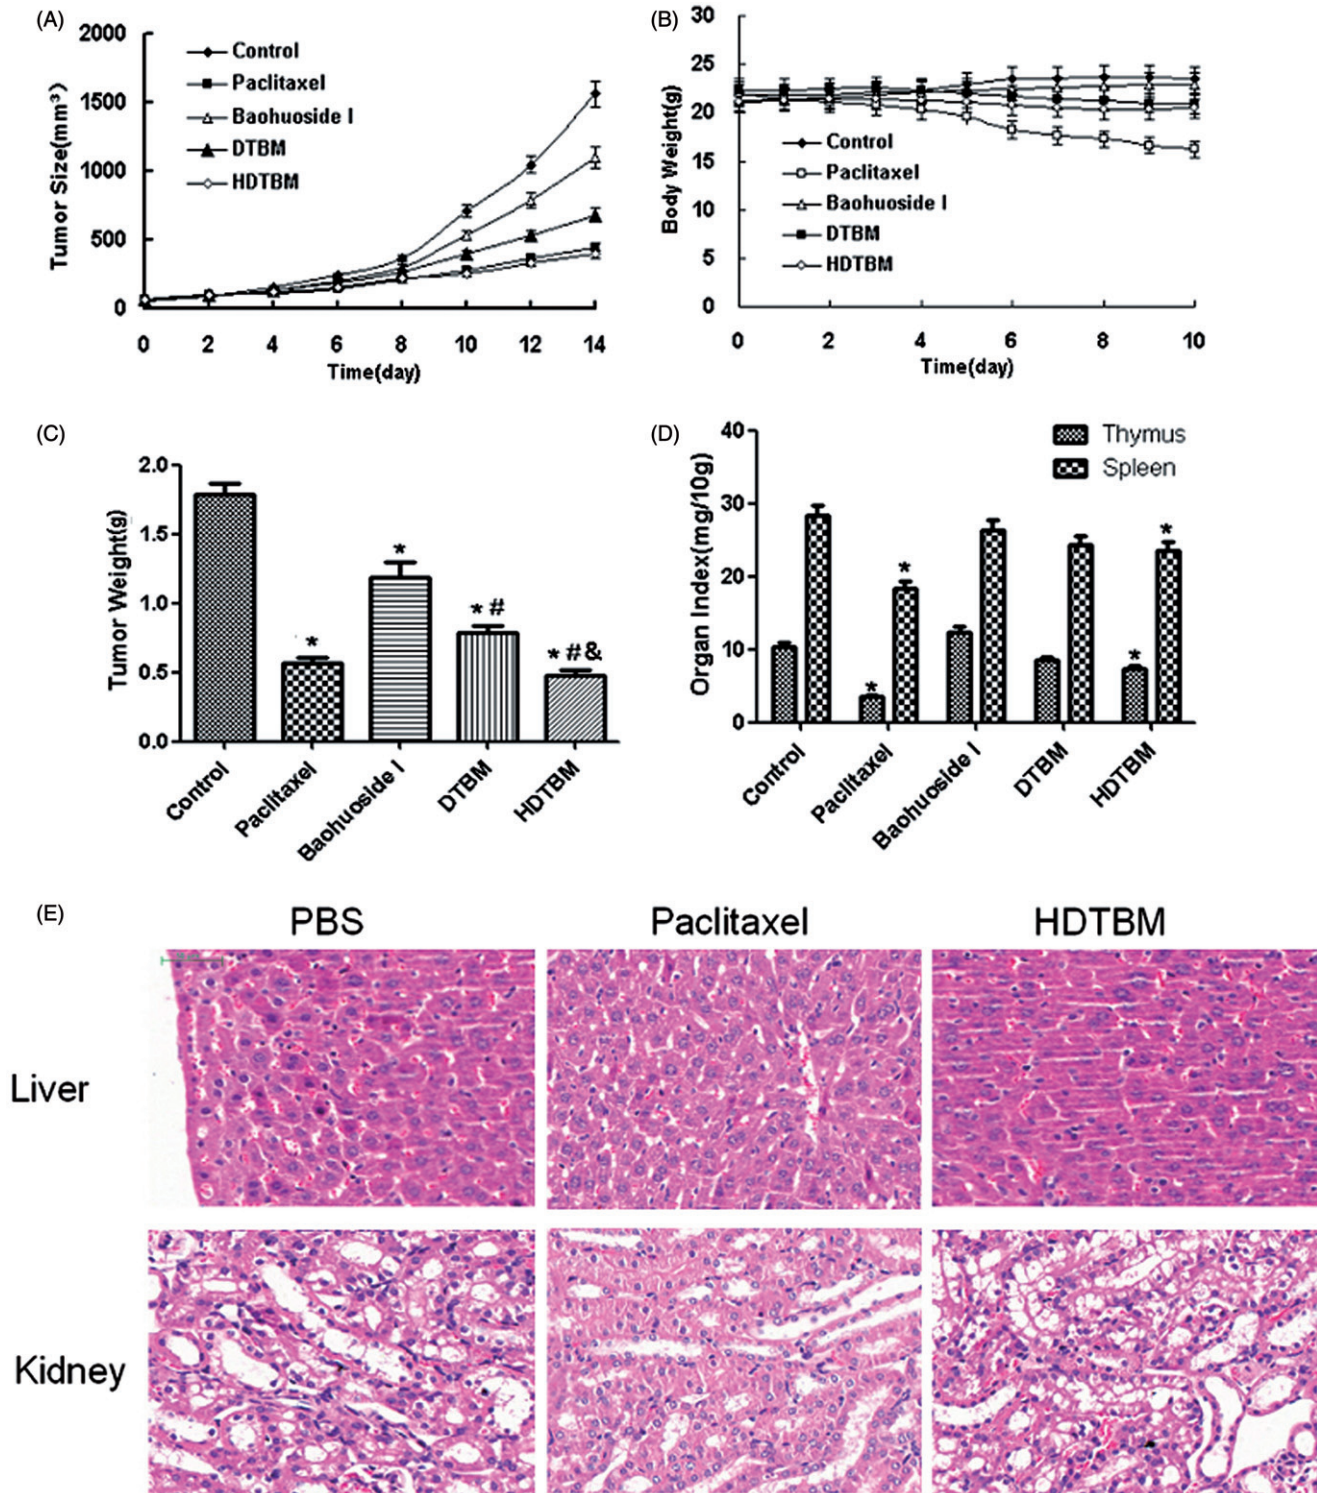 (A)
2000
1500
1000
500
0
Tumor Size(mm³)
Control
Paclitaxel
Baohuoside I
DTBM
HDTBM
0 2 4 6 8 10 12 14
Time(day)
(B)
30
25
20
15
10
5
0
Body Weight(g)
Control
Paclitaxel
Baohuoside I
DTBM
HDTBM
0 2 4 6 8 10
Time(day)
(C)
2.0
1.5
1.0
0.5
0.0
Tumor Weight(g)
*
*
* #
* #&
Control
Paclitaxel
Baohuoside I
DTBM
HDTBM
(D)
40
30
20
10
0
Organ Index(mg/10g)
Thymus
Spleen
*
*
*
*
Control
Paclitaxel
Baohuoside I
DTBM
HDTBM
(E)
PBS Paclitaxel HDTBM
Liver
Kidney